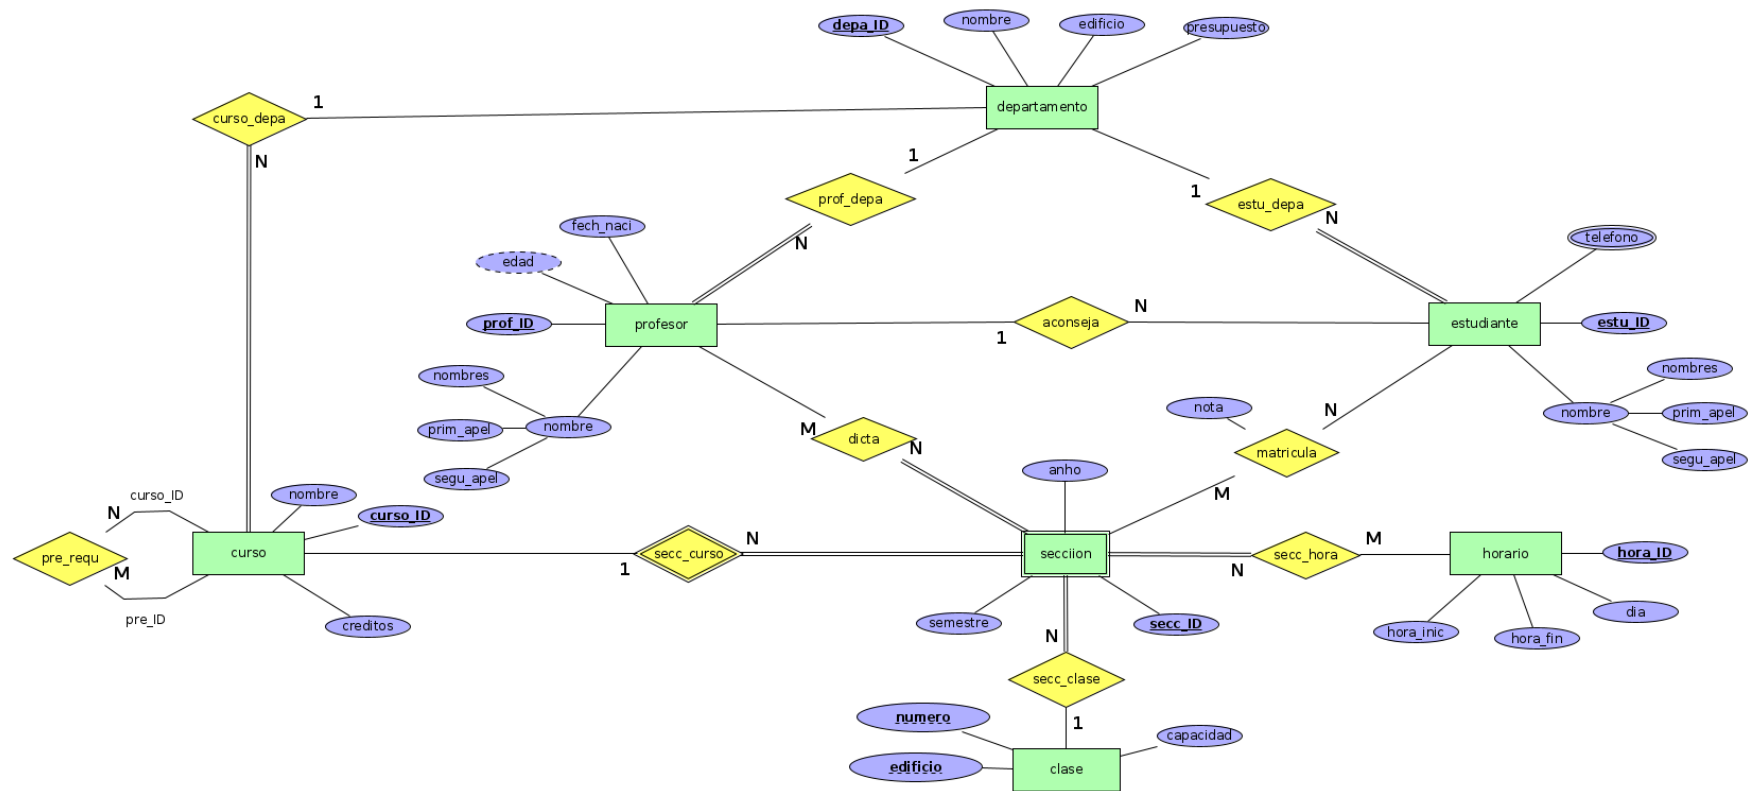 depa_ID
nombre
edificio
presupuesto
departamento
curso_depa
1
N
1
prof_depa
N
1
estu_depa
N
fech_naci
edad
prof_ID
profesor
nombres
prim_apel
segu_apel
nombre
aconseja
1
N
telefono
estudiante
estu_ID
nombre
nombres
prim_apel
segu_apel
M
dicta
N
nota
matricula
N
M
anho
curso_ID
N
pre_requ
M
pre_ID
nombre
curso_ID
curso
creditos
1
secc_curso
N
secciion
semestre
secc_ID
N
secc_hora
M
horario
hora_ID
hora_inic
hora_fin
dia
N
secc_clase
1
numero
edificio
capacidad
clase